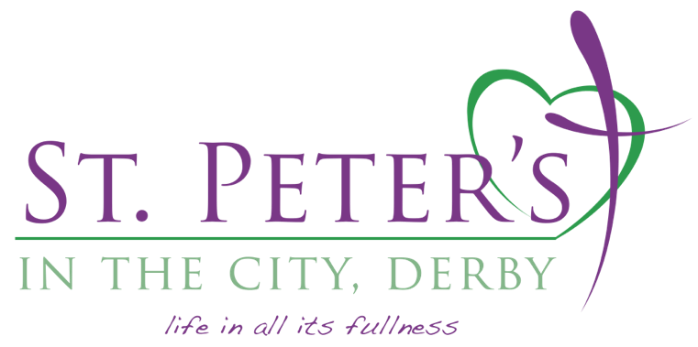 ST. PETER'S
IN THE CITY, DERBY
life in all its fullness